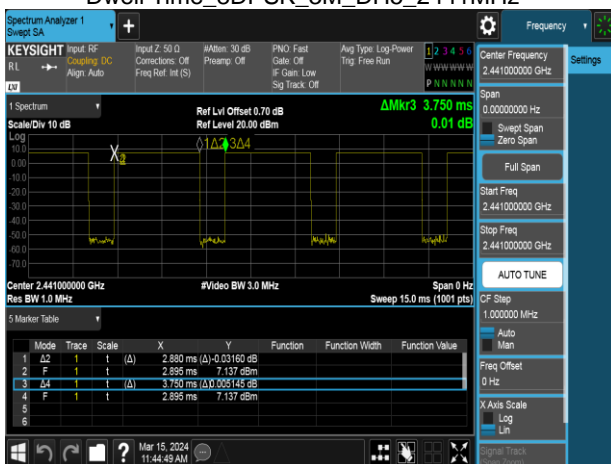 DwellTime_3DPSK_3M_DH5_2441MHz
Spectrum Analyzer 1
Swept SA
Frequency
KEYSIGHT
RL
LXI
Input: RF
Coupling: DC
Align: Auto
Input Z: 50 Ω
Corrections: Off
Freq Ref: Int (S)
#Atten: 30 dB
Preamp: Off
PNO: Fast
Gate: Off
IF Gain: Low
Sig Track: Off
Avg Type: Log-Power
Trig: Free Run
1 2 3 4 5 6
W W W W W W
P N N N N N
Center Frequency
2.441000000 GHz
Settings
Span
0.00000000 Hz
Swept Span
Zero Span
Full Span
Start Freq
2.441000000 GHz
Stop Freq
2.441000000 GHz
AUTO TUNE
CF Step
1.000000 MHz
Auto
Man
Freq Offset
0 Hz
X Axis Scale
Log
Lin
Signal Track
(Span Zoom)
1 Spectrum
Scale/Div 10 dB
Log
Ref Lvl Offset 0.70 dB
Ref Level 20.00 dBm
ΔMkr3 3.750 ms
0.01 dB
10.0
0.00
-10.0
-20.0
-30.0
-40.0
-50.0
-60.0
-70.0
1Δ2 3Δ4
Center 2.441000000 GHz
Res BW 1.0 MHz
#Video BW 3.0 MHz
Span 0 Hz
Sweep 15.0 ms (1001 pts)
5 Marker Table
Mode Trace Scale X Y Function Function Width Function Value
1 Δ2 1 t (Δ) 2.880 ms (Δ) -0.03160 dB
2 F 1 t 2.895 ms 7.137 dBm
3 Δ4 1 t (Δ) 3.750 ms (Δ) 0.005145 dB
4 F 1 t 2.895 ms 7.137 dBm
5
6
Mar 15, 2024
11:44:49 AM